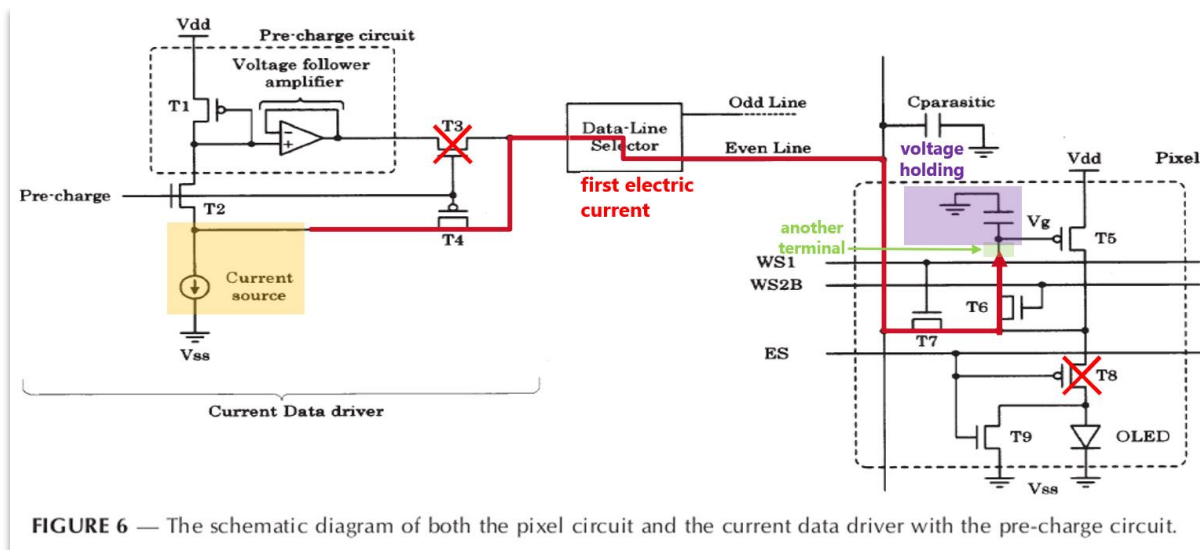 Vdd
Pre-charge circuit
Voltage follower
amplifier
T1
T3
Pre-charge
T2
T4
Current
source
Vss
Current Data driver
Data-Line
Selector
Odd Line
Even Line
first electric
current
Cparasitic
voltage
holding
Vdd
Pixel
Vg
T5
another
terminal
WS1
WS2B
T6
T7
ES
T8
T9
OLED
Vss
FIGURE 6 — The schematic diagram of both the pixel circuit and the current data driver with the pre-charge circuit.